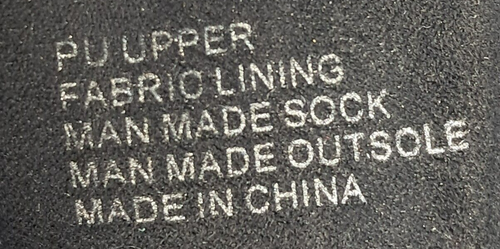 PU UPPER
FABRIC LINING
MAN MADE SOCK
MAN MADE OUTSOLE
MADE IN CHINA